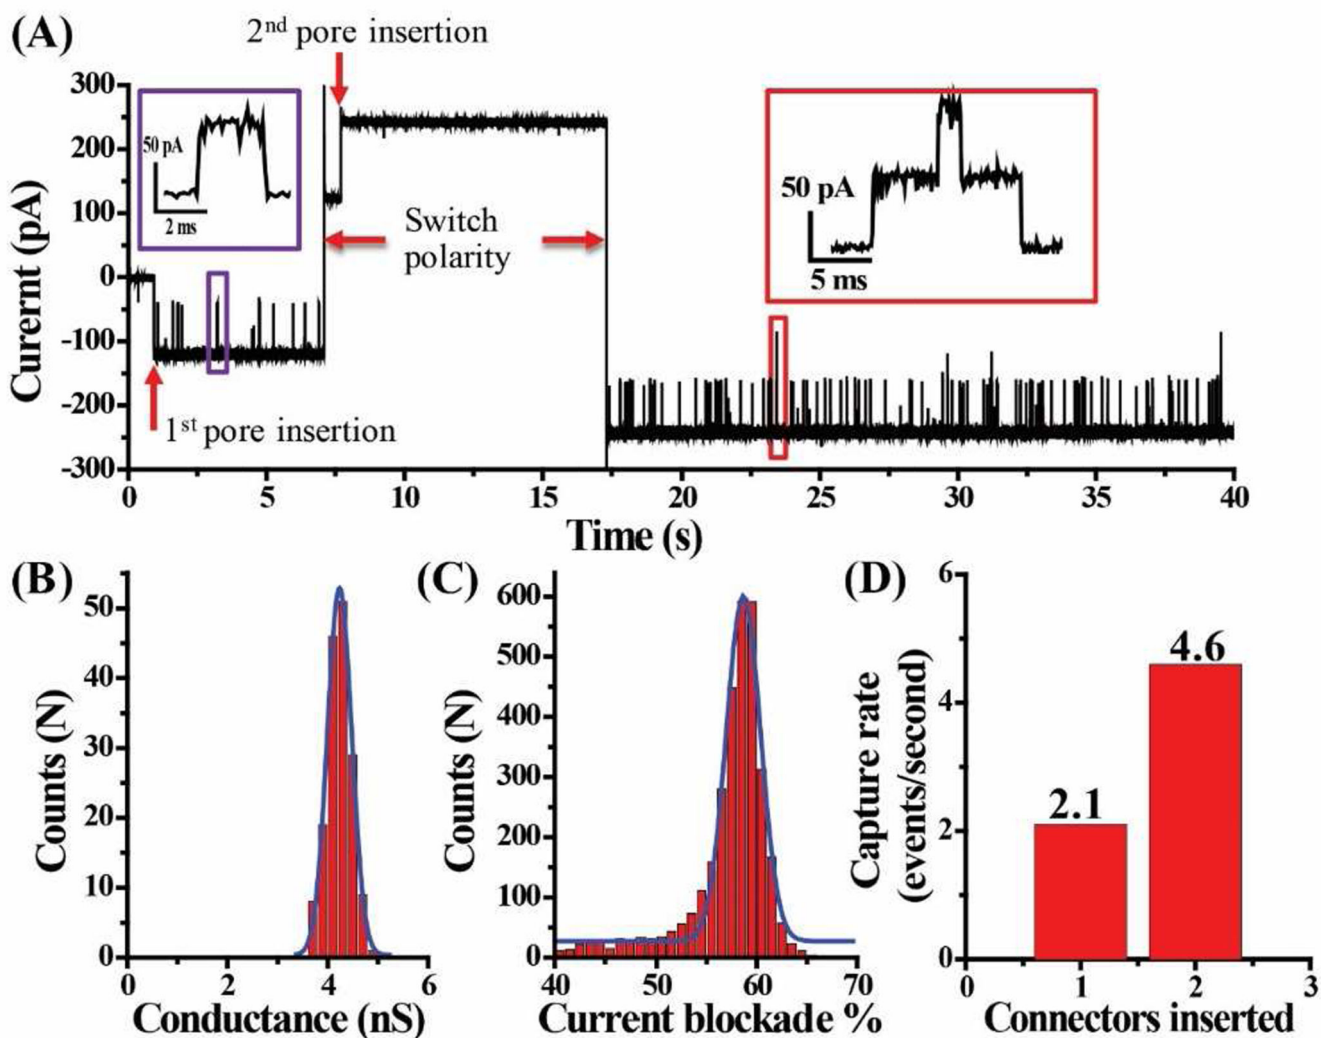 (A)
2nd pore insertion
300
200
100
0
-100
-200
-300
Curernt (pA)
50 pA
2 ms
Switch
polarity
50 pA
5 ms
1st pore insertion
0
5
10
15
20
25
30
35
40
Time (s)
(B)
50
40
30
20
10
0
Counts (N)
0
2
4
6
Conductance (nS)
(C)
600
500
400
300
200
100
0
Counts (N)
40
50
60
70
Current blockade %
(D)
6
4
2
0
Capture rate
(events/second)
2.1
4.6
0
1
2
3
Connectors inserted